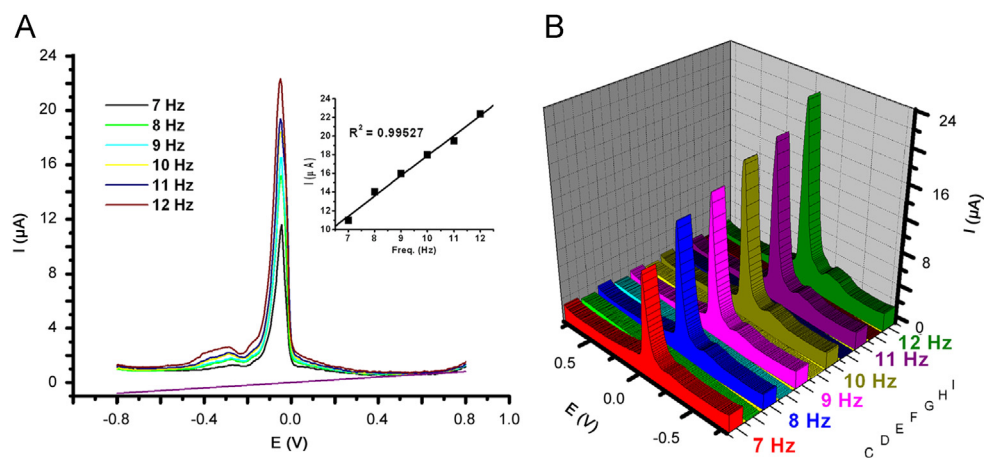 A
B
24
20
16
12
8
4
0
I (µA)
-0.8
-0.4
0.0
0.4
0.8
1.0
E (V)
7 Hz
8 Hz
9 Hz
10 Hz
11 Hz
12 Hz
24
22
20
18
16
14
12
10
I (µ A)
R² = 0.99527
7
8
9
10
11
12
Freq. (Hz)
24
16
8
0
I (µA)
0.5
0.0
-0.5
E (V)
7 Hz
8 Hz
9 Hz
10 Hz
11 Hz
12 Hz
C
D
E
F
G
H
I